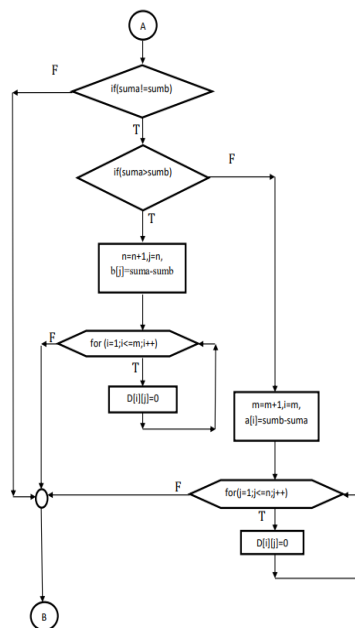 A
F
if(suma!=sumb)
T
if(suma>sumb)
F
T
n=n+1,j=n,
b[j]=suma-sumb
F
for (i=1;i<=m;i++)
T
D[i][j]=0
m=m+1,i=m,
a[i]=sumb-suma
F
for(j=1;j<=n;j++)
T
D[i][j]=0
B